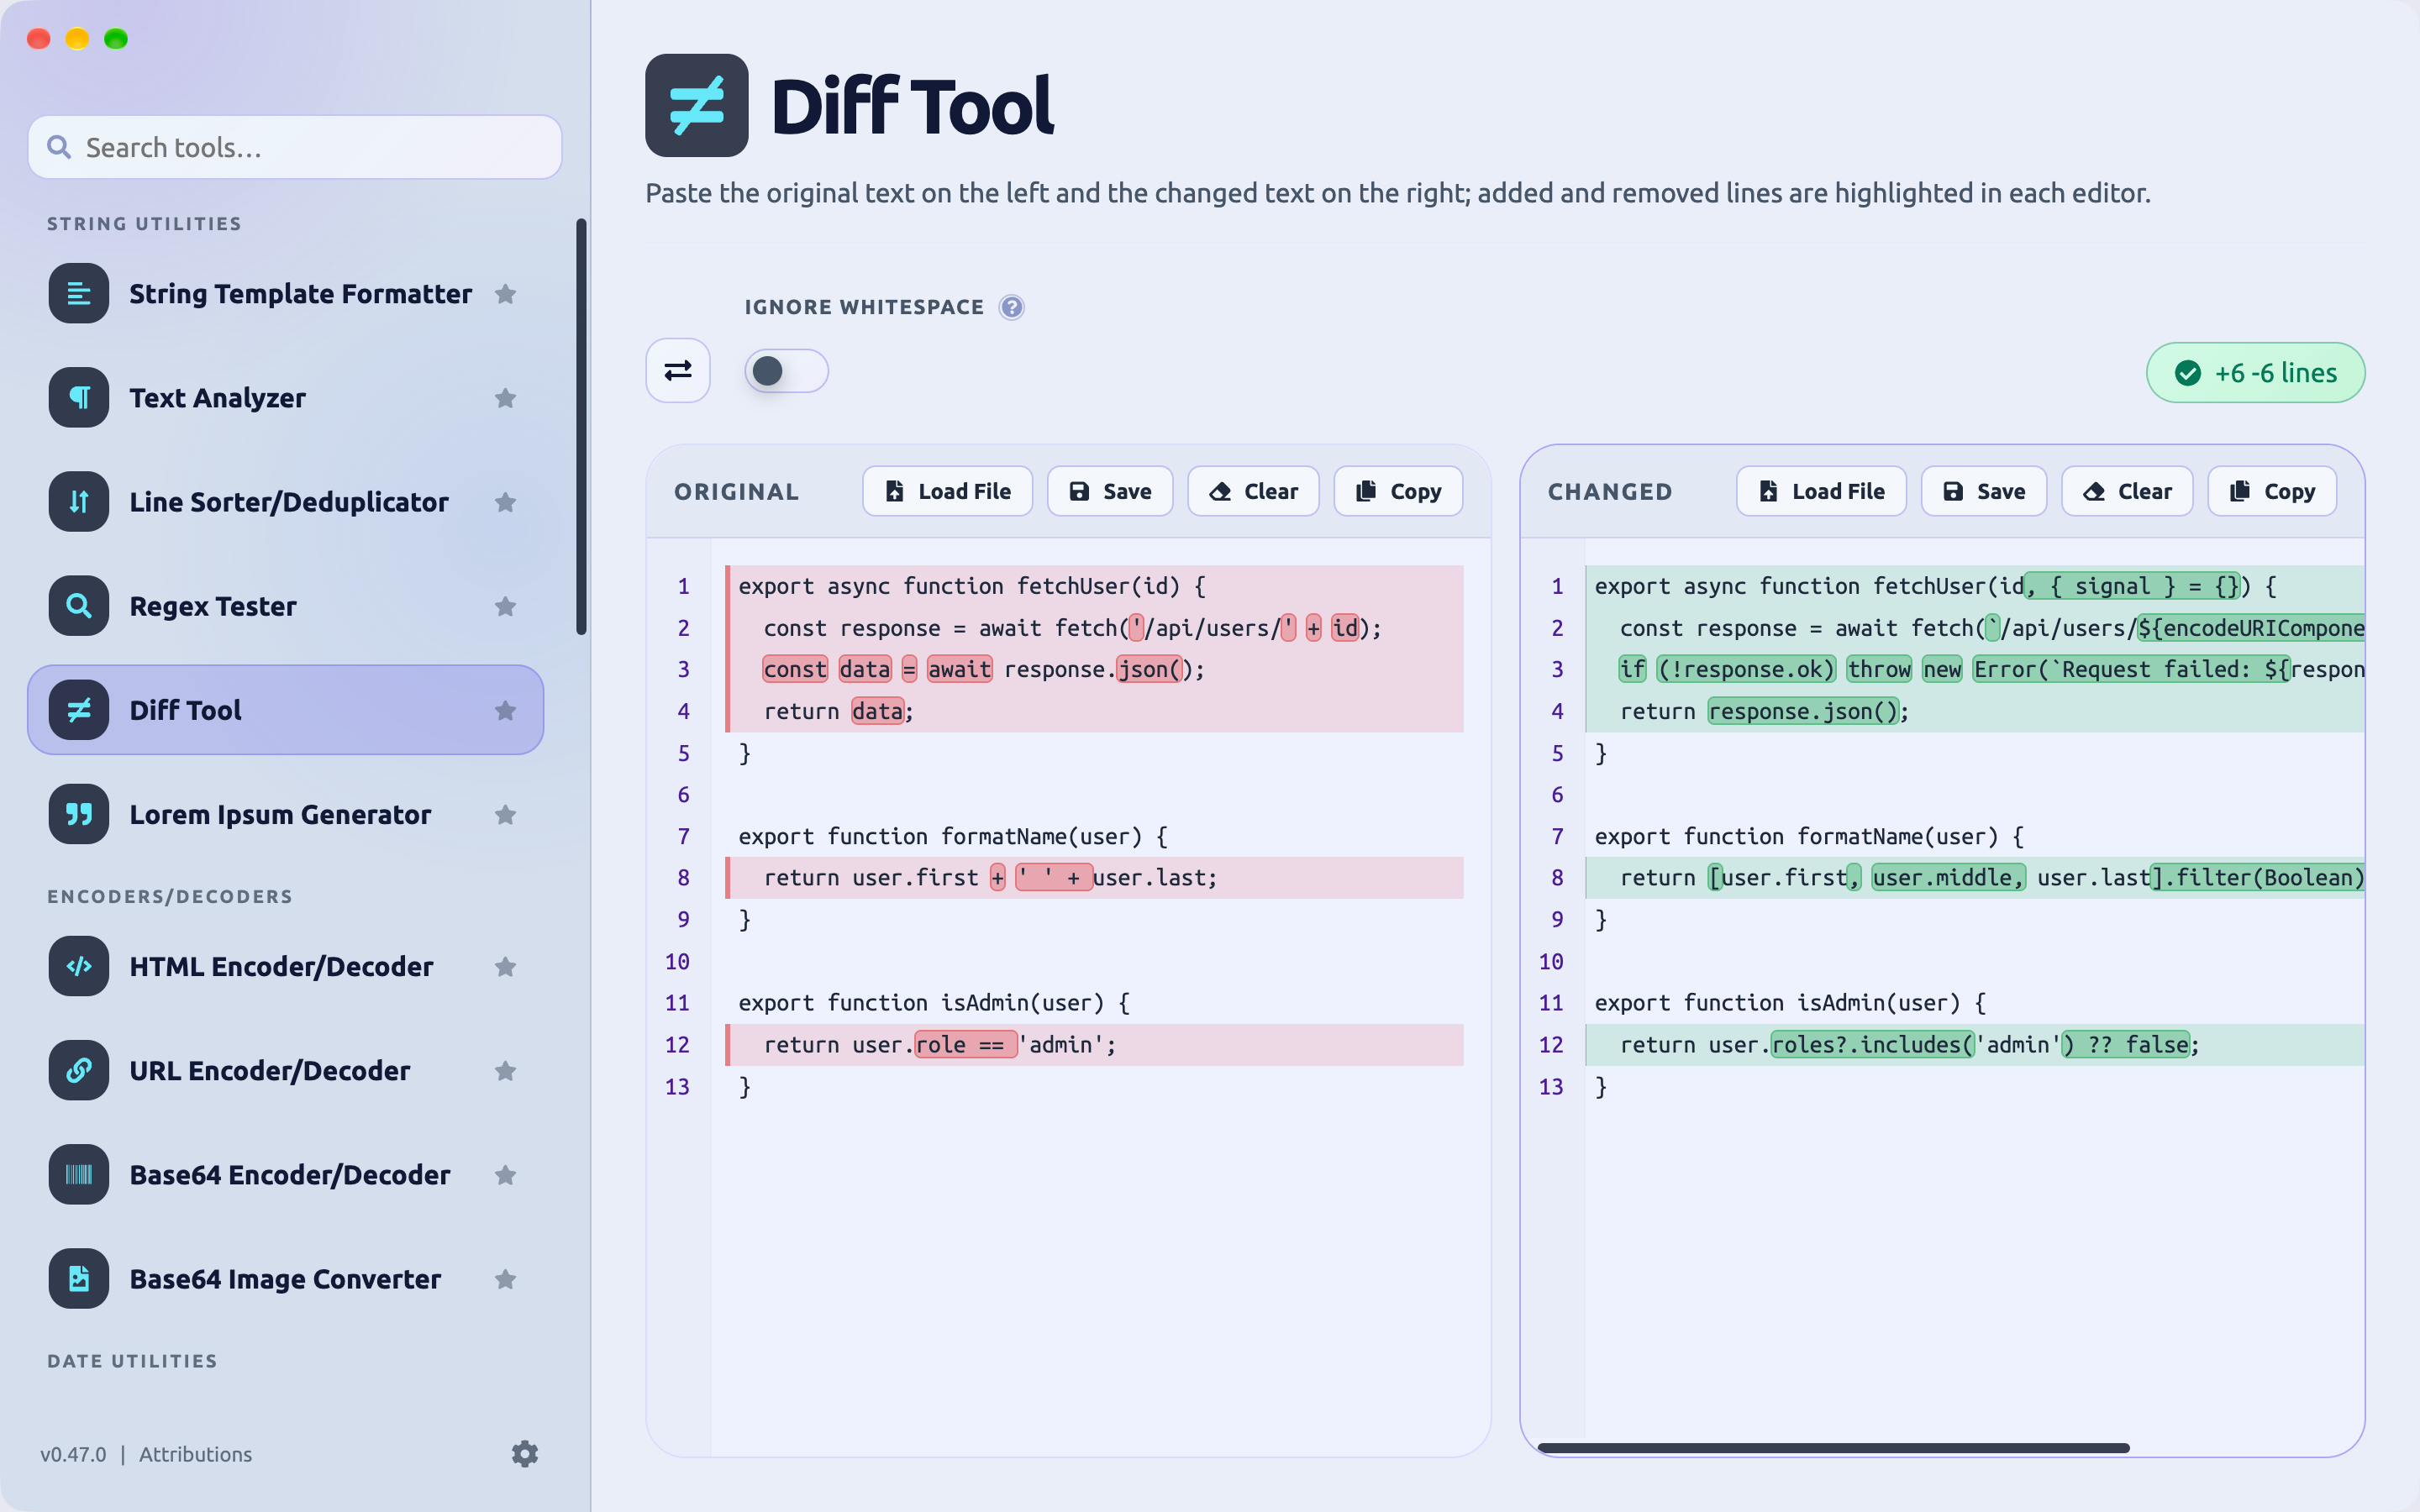 Search tools…
STRING UTILITIES
String Template Formatter
Text Analyzer
Line Sorter/Deduplicator
Regex Tester
Diff Tool
Lorem Ipsum Generator
ENCODERS/DECODERS
HTML Encoder/Decoder
URL Encoder/Decoder
Base64 Encoder/Decoder
Base64 Image Converter
DATE UTILITIES
v0.47.0 | Attributions
Diff Tool
Paste the original text on the left and the changed text on the right; added and removed lines are highlighted in each editor.
IGNORE WHITESPACE ?
+6 -6 lines
ORIGINAL Load File Save Clear Copy
1 export async function fetchUser(id) {
2   const response = await fetch('/api/users/' + id);
3   const data = await response.json();
4   return data;
5 }
6
7 export function formatName(user) {
8   return user.first + ' ' + user.last;
9 }
10
11 export function isAdmin(user) {
12   return user.role == 'admin';
13 }
CHANGED Load File Save Clear Copy
1 export async function fetchUser(id, { signal } = {}) {
2   const response = await fetch(`/api/users/${encodeURICompone
3   if (!response.ok) throw new Error(`Request failed: ${respon
4   return response.json();
5 }
6
7 export function formatName(user) {
8   return [user.first, user.middle, user.last].filter(Boolean)
9 }
10
11 export function isAdmin(user) {
12   return user.roles?.includes('admin') ?? false;
13 }